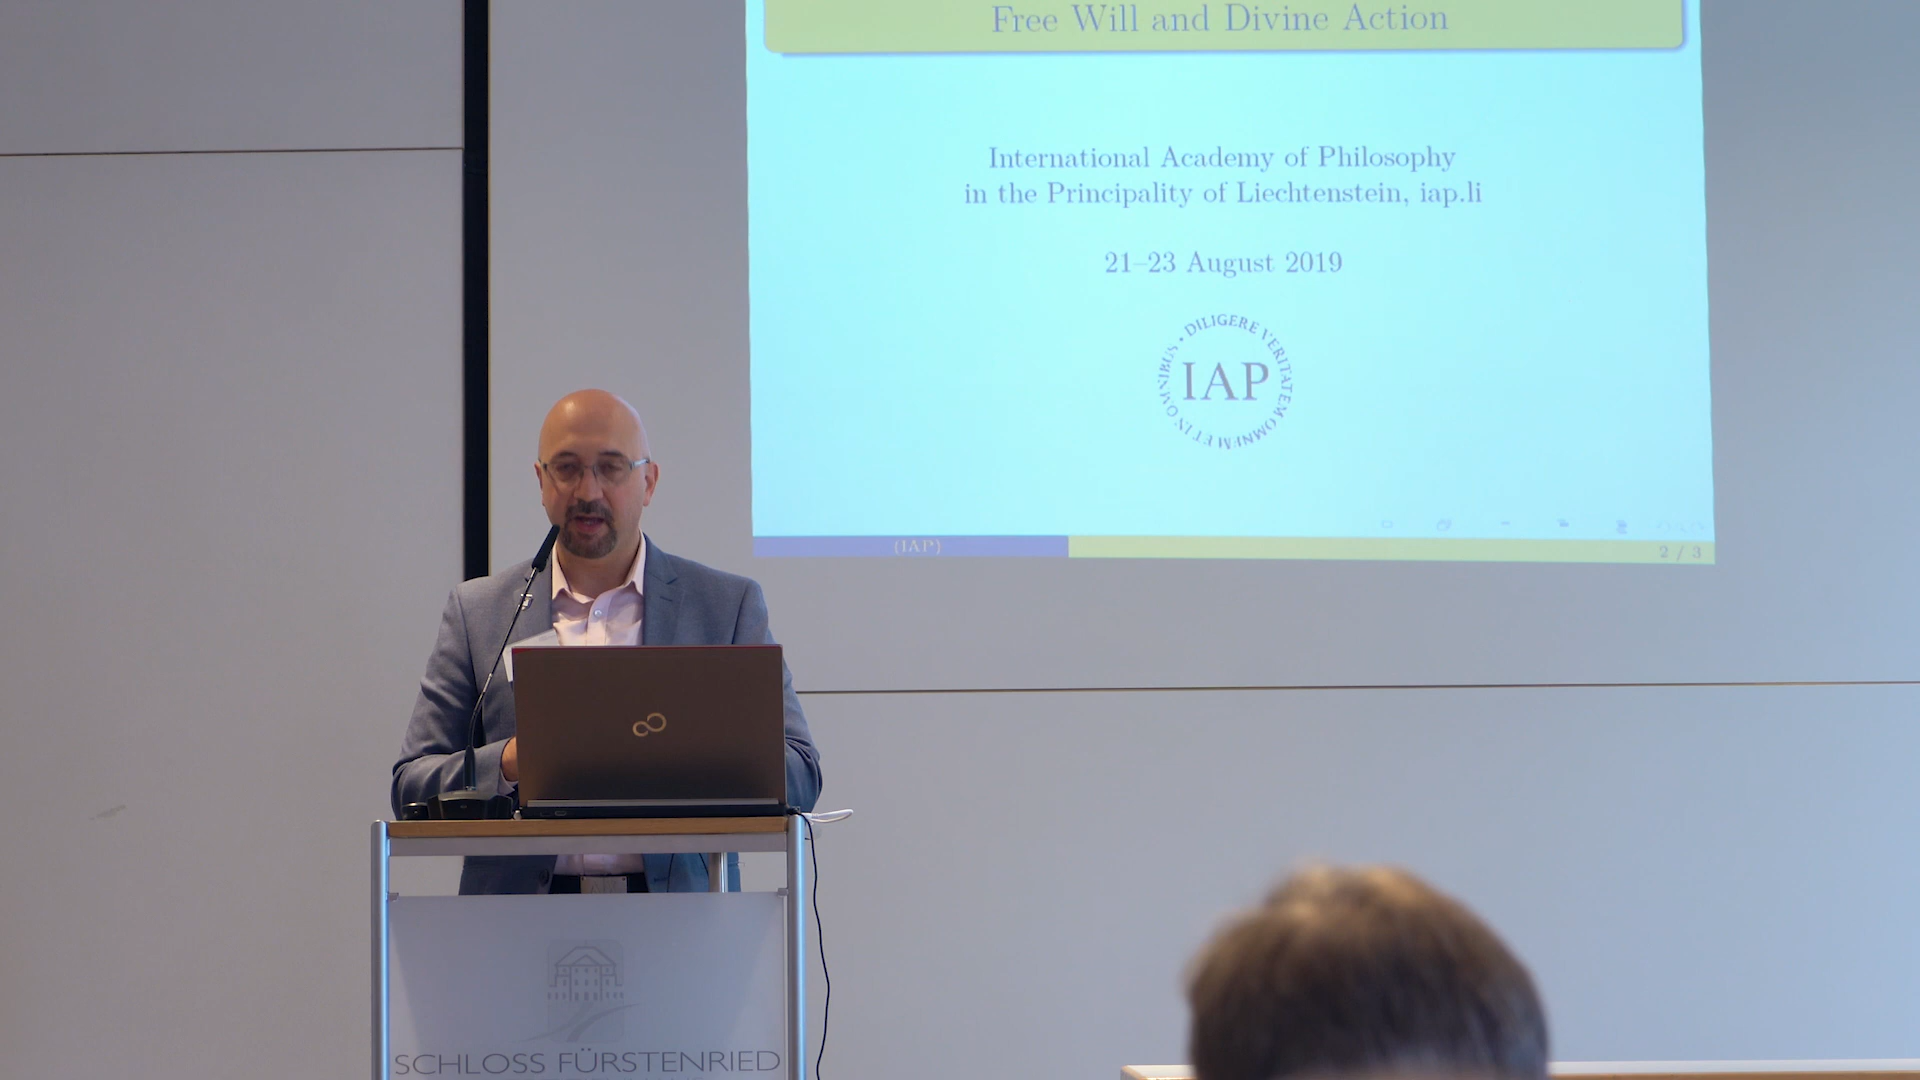 Free Will and Divine Action
International Academy of Philosophy
in the Principality of Liechtenstein, iap.li
21–23 August 2019
DILIGERE VERITATEM OMNEM ET IN OMNIBUS •
IAP
(IAP)
2 / 3
SCHLOSS FÜRSTENRIED